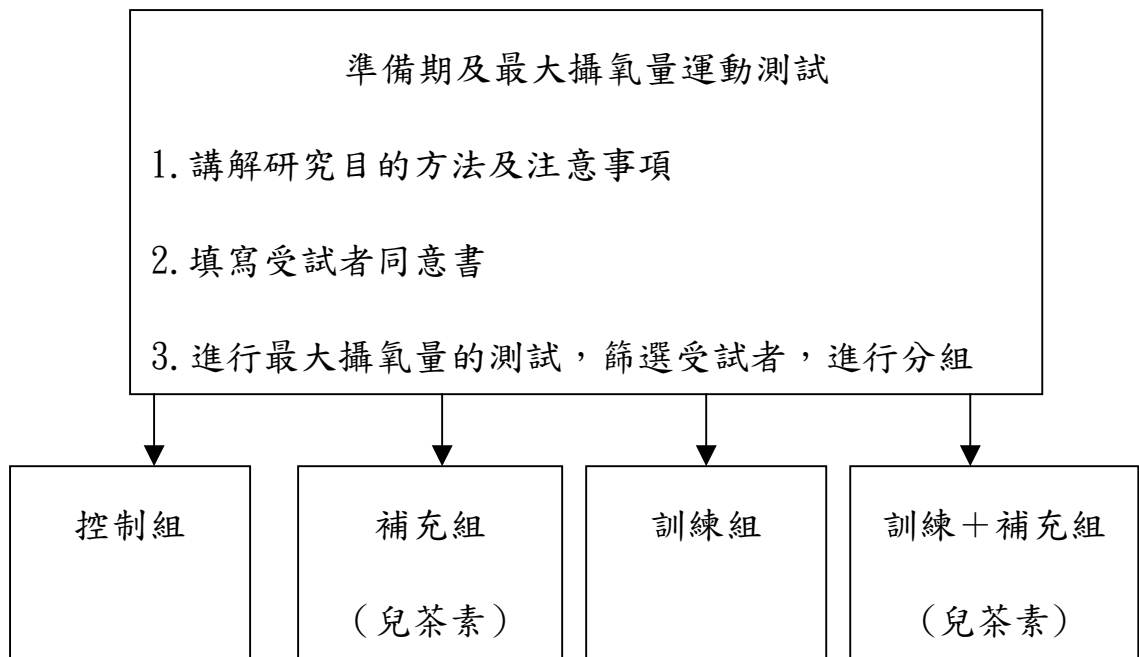 準備期及最大攝氧量運動測試
1.講解研究目的方法及注意事項
2.填寫受試者同意書
3.進行最大攝氧量的測試，篩選受試者，進行分組
控制組
補充組
（兒茶素）
訓練組
訓練＋補充組
（兒茶素）